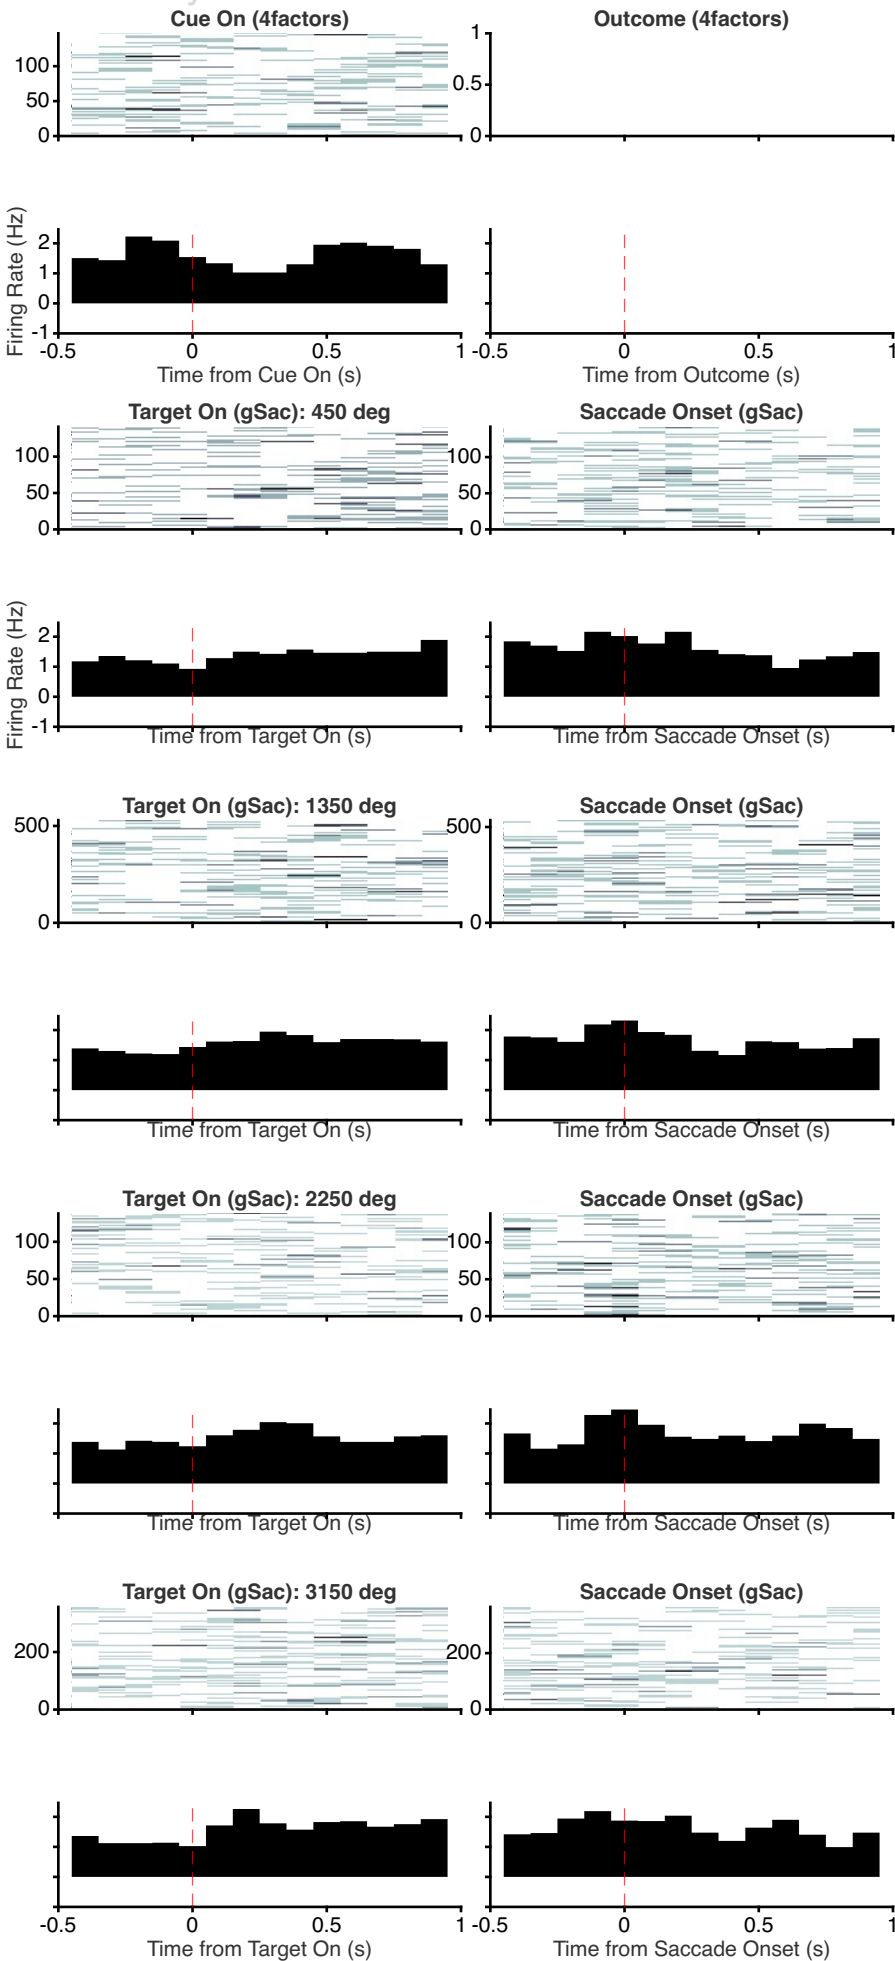 Cue On (4factors)
Outcome (4factors)
100
50
0
1
0.5
0
Firing Rate (Hz)
2
1
0
-1
-0.5 0 0.5 1
-0.5 0 0.5 1
Time from Cue On (s)
Time from Outcome (s)
Target On (gSac): 450 deg
Saccade Onset (gSac)
100
50
0
100
50
0
Firing Rate (Hz)
2
1
0
-1
Time from Target On (s)
Time from Saccade Onset (s)
Target On (gSac): 1350 deg
Saccade Onset (gSac)
500
0
500
0
Time from Target On (s)
Time from Saccade Onset (s)
Target On (gSac): 2250 deg
Saccade Onset (gSac)
100
50
0
100
50
0
Time from Target On (s)
Time from Saccade Onset (s)
Target On (gSac): 3150 deg
Saccade Onset (gSac)
200
0
200
0
-0.5 0 0.5 1
-0.5 0 0.5 1
Time from Target On (s)
Time from Saccade Onset (s)